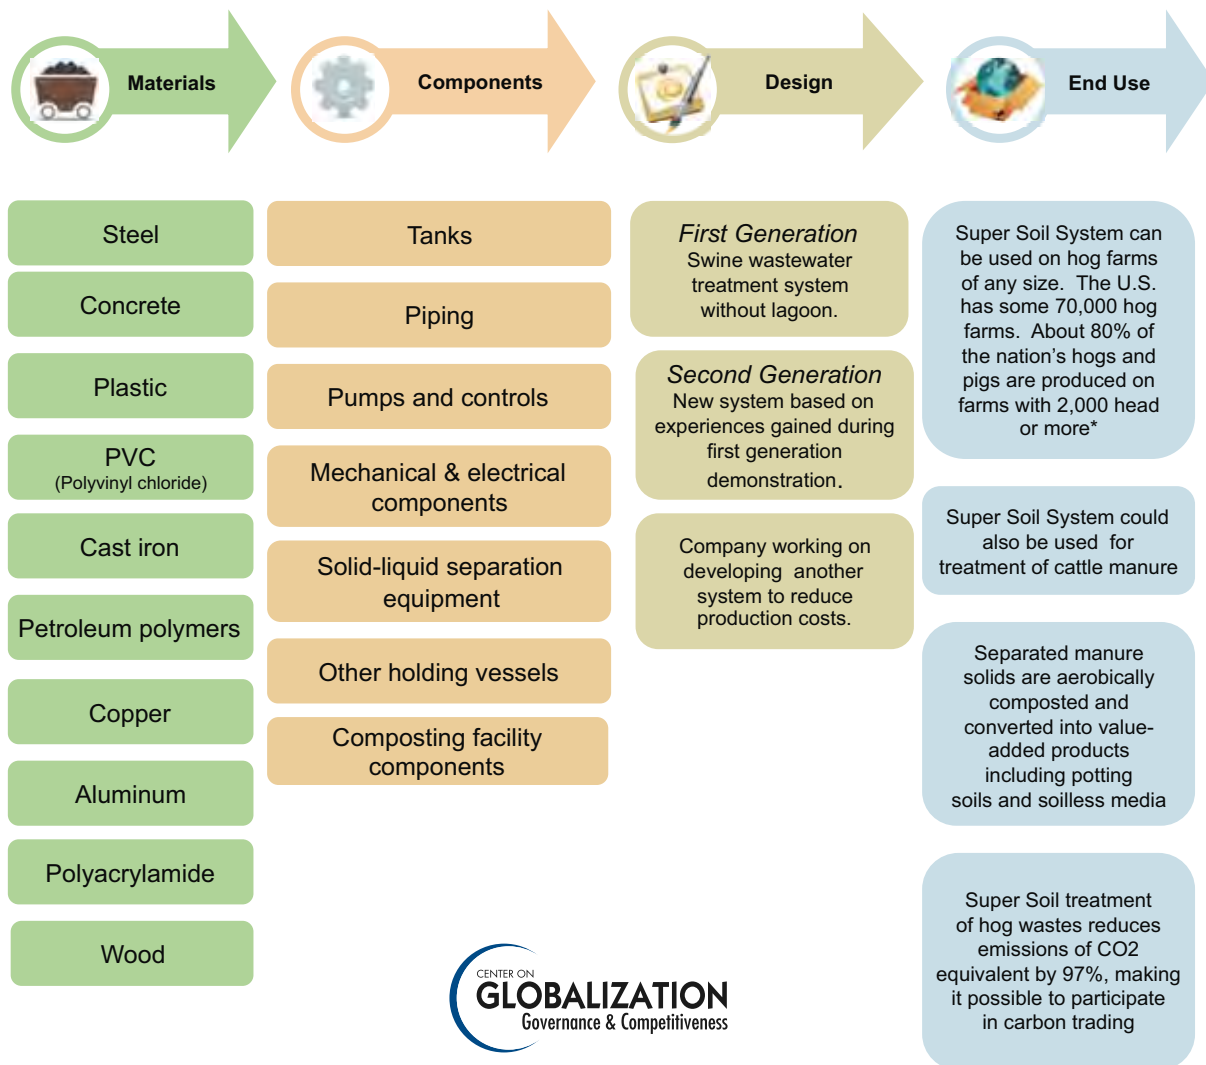 Materials
Components
Design
End Use
Steel
Concrete
Plastic
PVC
(Polyvinyl chloride)
Cast iron
Petroleum polymers
Copper
Aluminum
Polyacrylamide
Wood
Tanks
Piping
Pumps and controls
Mechanical & electrical
components
Solid-liquid separation
equipment
Other holding vessels
Composting facility
components
First Generation
Swine wastewater
treatment system
without lagoon.
Second Generation
New system based on
experiences gained during
first generation
demonstration.
Company working on
developing another
system to reduce
production costs.
Super Soil System can
be used on hog farms
of any size. The U.S.
has some 70,000 hog
farms. About 80% of
the nation's hogs and
pigs are produced on
farms with 2,000 head
or more*
Super Soil System could
also be used for
treatment of cattle manure
Separated manure
solids are aerobically
composted and
converted into value-
added products
including potting
soils and soilless media
Super Soil treatment
of hog wastes reduces
emissions of CO2
equivalent by 97%, making
it possible to participate
in carbon trading
CENTER ON
GLOBALIZATION
Governance & Competitiveness